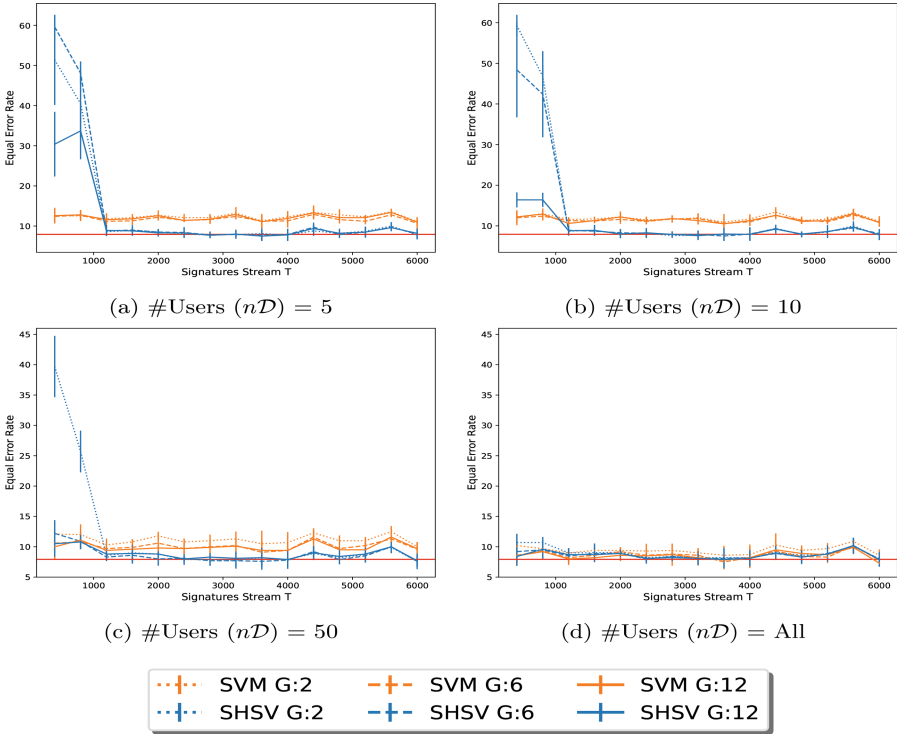 60
50
40
30
20
10
Equal Error Rate
1000 2000 3000 4000 5000 6000
Signatures Stream T
(a) #Users (n𝒟) = 5
60
50
40
30
20
10
Equal Error Rate
1000 2000 3000 4000 5000 6000
Signatures Stream T
(b) #Users (n𝒟) = 10
45
40
35
30
25
20
15
10
5
Equal Error Rate
1000 2000 3000 4000 5000 6000
Signatures Stream T
(c) #Users (n𝒟) = 50
45
40
35
30
25
20
15
10
5
Equal Error Rate
1000 2000 3000 4000 5000 6000
Signatures Stream T
(d) #Users (n𝒟) = All
SVM G:2 SVM G:6 SVM G:12
SHSV G:2 SHSV G:6 SHSV G:12